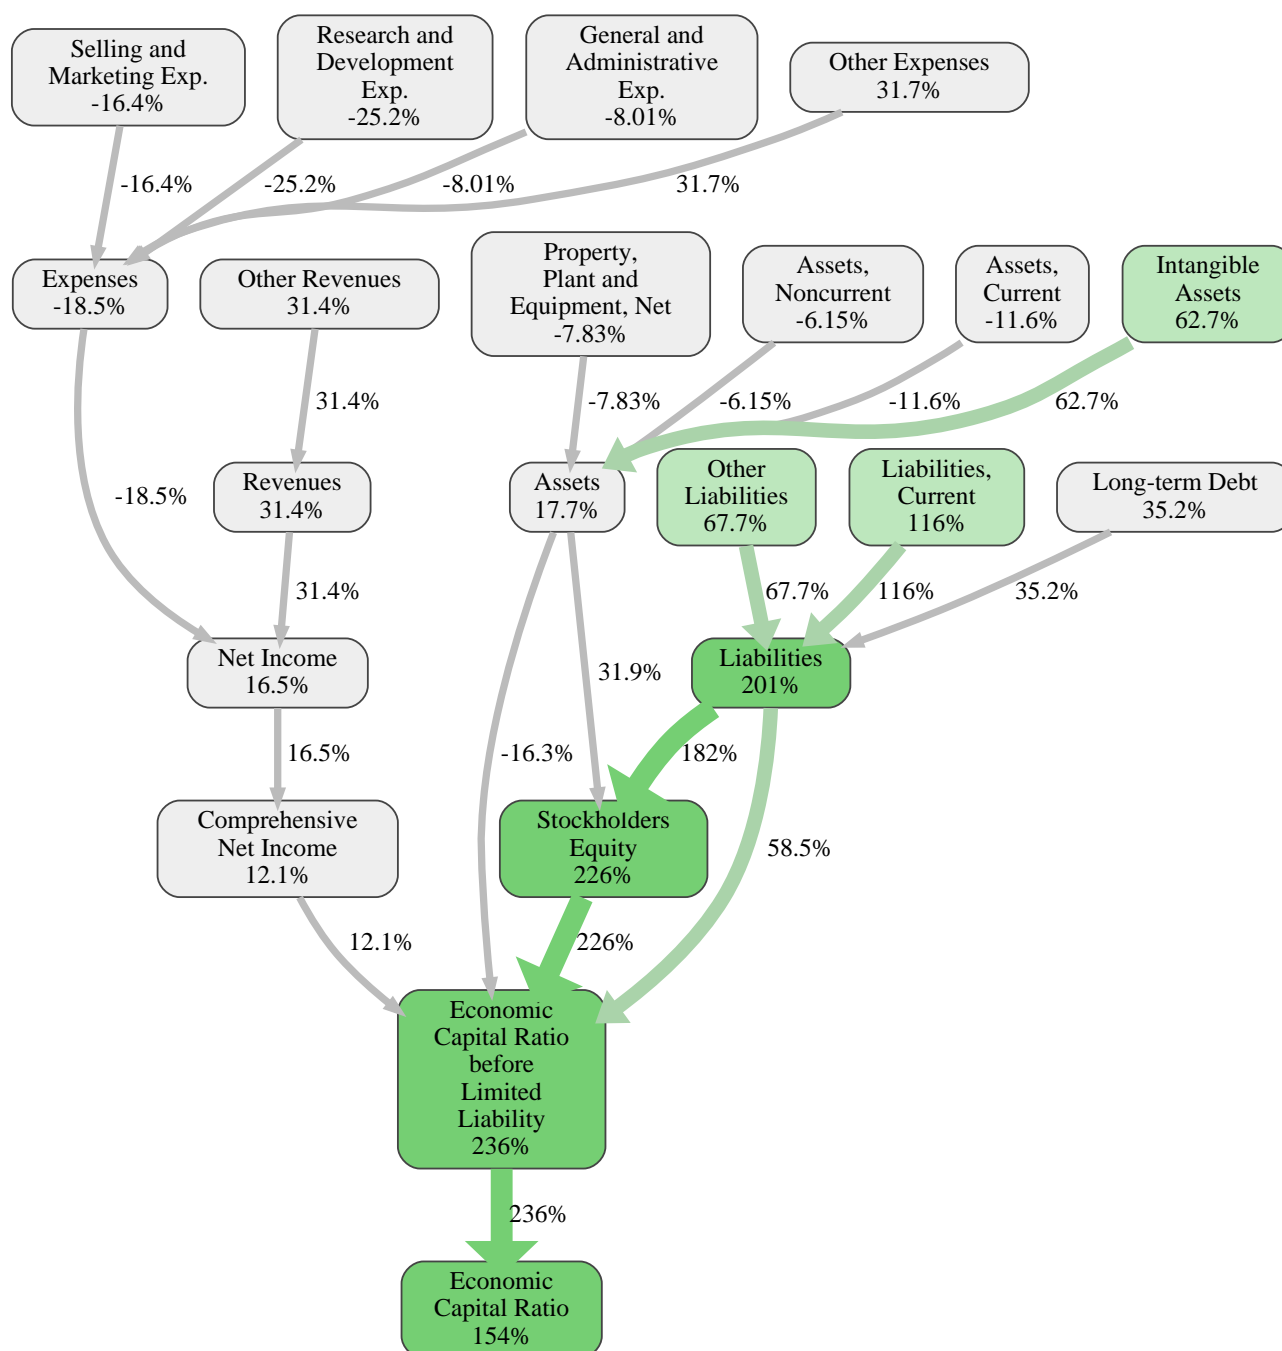 Selling and
Marketing Exp.
-16.4%
Research and
Development
Exp.
-25.2%
General and
Administrative
Exp.
-8.01%
Other Expenses
31.7%
-16.4%
-25.2%
-8.01%
31.7%
Expenses
-18.5%
Other Revenues
31.4%
Property,
Plant and
Equipment, Net
-7.83%
Assets,
Noncurrent
-6.15%
Assets,
Current
-11.6%
Intangible
Assets
62.7%
31.4%
-7.83%
-6.15%
-11.6%
62.7%
-18.5%
Revenues
31.4%
Assets
17.7%
Other
Liabilities
67.7%
Liabilities,
Current
116%
Long-term Debt
35.2%
31.4%
67.7%
116%
35.2%
Net Income
16.5%
31.9%
Liabilities
201%
16.5%
-16.3%
182%
Comprehensive
Net Income
12.1%
Stockholders
Equity
226%
58.5%
12.1%
226%
Economic
Capital Ratio
before
Limited
Liability
236%
236%
Economic
Capital Ratio
154%